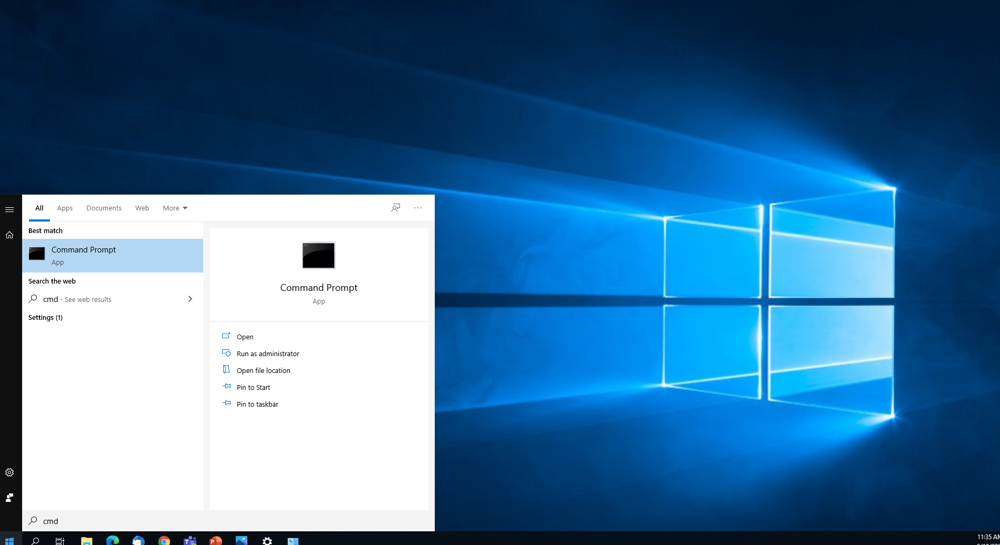 All Apps Documents Web More
Best match
Command Prompt
App
Search the web
cmd - See web results
Settings (1)
Command Prompt
App
Open
Run as administrator
Open file location
Pin to Start
Pin to taskbar
cmd
11:35 AM